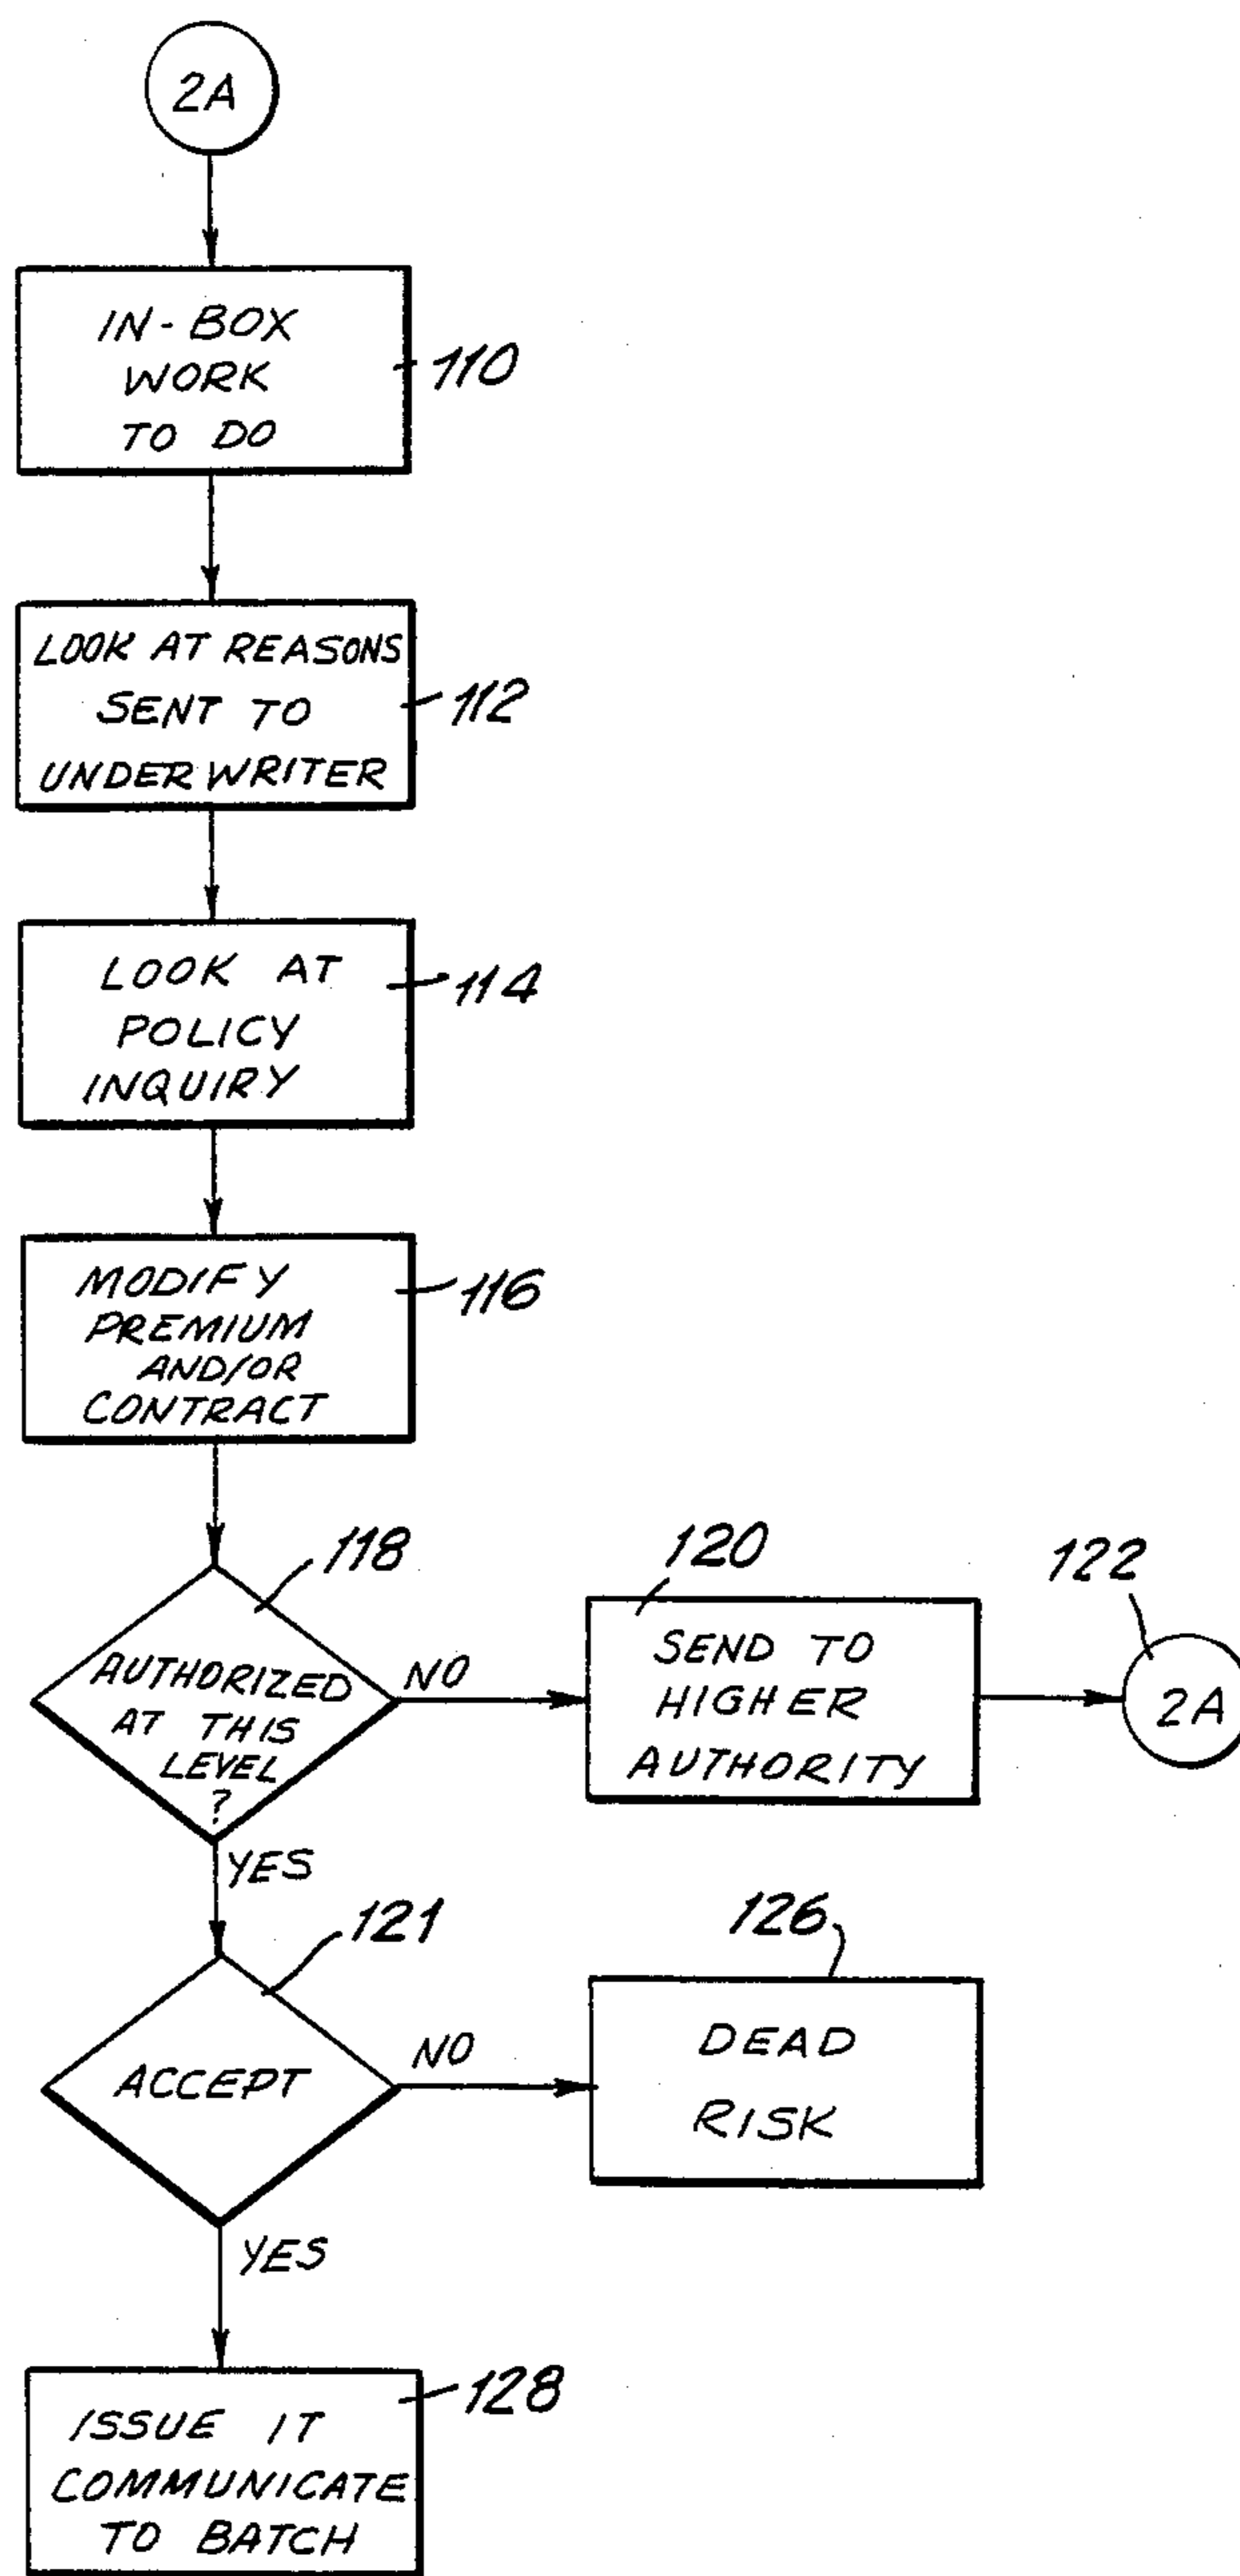 2A
IN-BOX
WORK
TO DO
110
LOOK AT REASONS
SENT TO
UNDERWRITER
112
LOOK AT
POLICY
INQUIRY
114
MODIFY
PREMIUM
AND/OR
CONTRACT
116
118
AUTHORIZED
AT THIS
LEVEL
?
NO
YES
120
SEND TO
HIGHER
AUTHORITY
122
2A
121
ACCEPT
NO
YES
126
DEAD
RISK
ISSUE IT
COMMUNICATE
TO BATCH
128